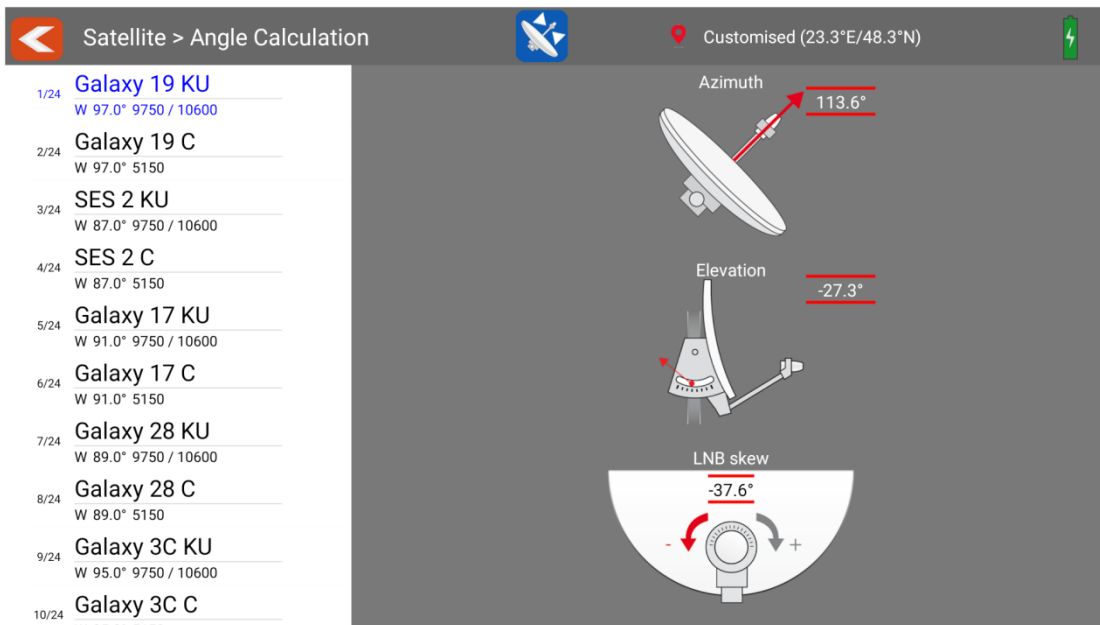 Satellite > Angle Calculation
Customised (23.3°E/48.3°N)
1/24 Galaxy 19 KU
W 97.0° 9750 / 10600
2/24 Galaxy 19 C
W 97.0° 5150
3/24 SES 2 KU
W 87.0° 9750 / 10600
4/24 SES 2 C
W 87.0° 5150
5/24 Galaxy 17 KU
W 91.0° 9750 / 10600
6/24 Galaxy 17 C
W 91.0° 5150
7/24 Galaxy 28 KU
W 89.0° 9750 / 10600
8/24 Galaxy 28 C
W 89.0° 5150
9/24 Galaxy 3C KU
W 95.0° 9750 / 10600
10/24 Galaxy 3C C
Azimuth
113.6°
Elevation
-27.3°
LNB skew
-37.6°
- +